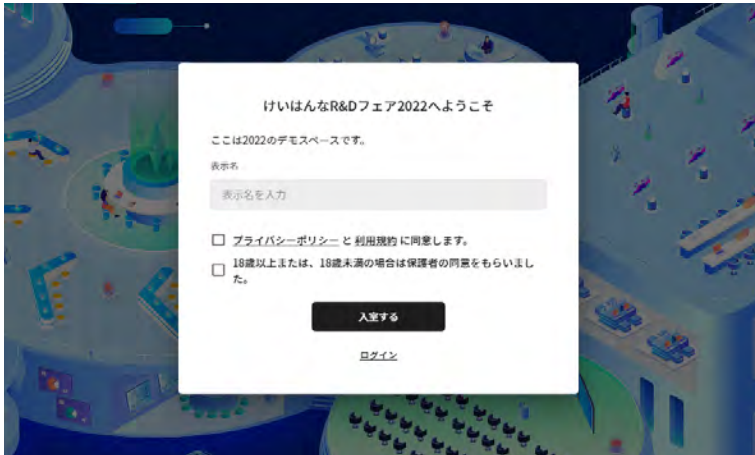 けいはんなR&Dフェア2022へようこそ
ここは2022のデモスペースです。
表示名
表示名を入力
プライバシーポリシー と 利用規約 に同意します。
18歳以上または、18歳未満の場合は保護者の同意をもらいまし
た。
入室する
ログイン